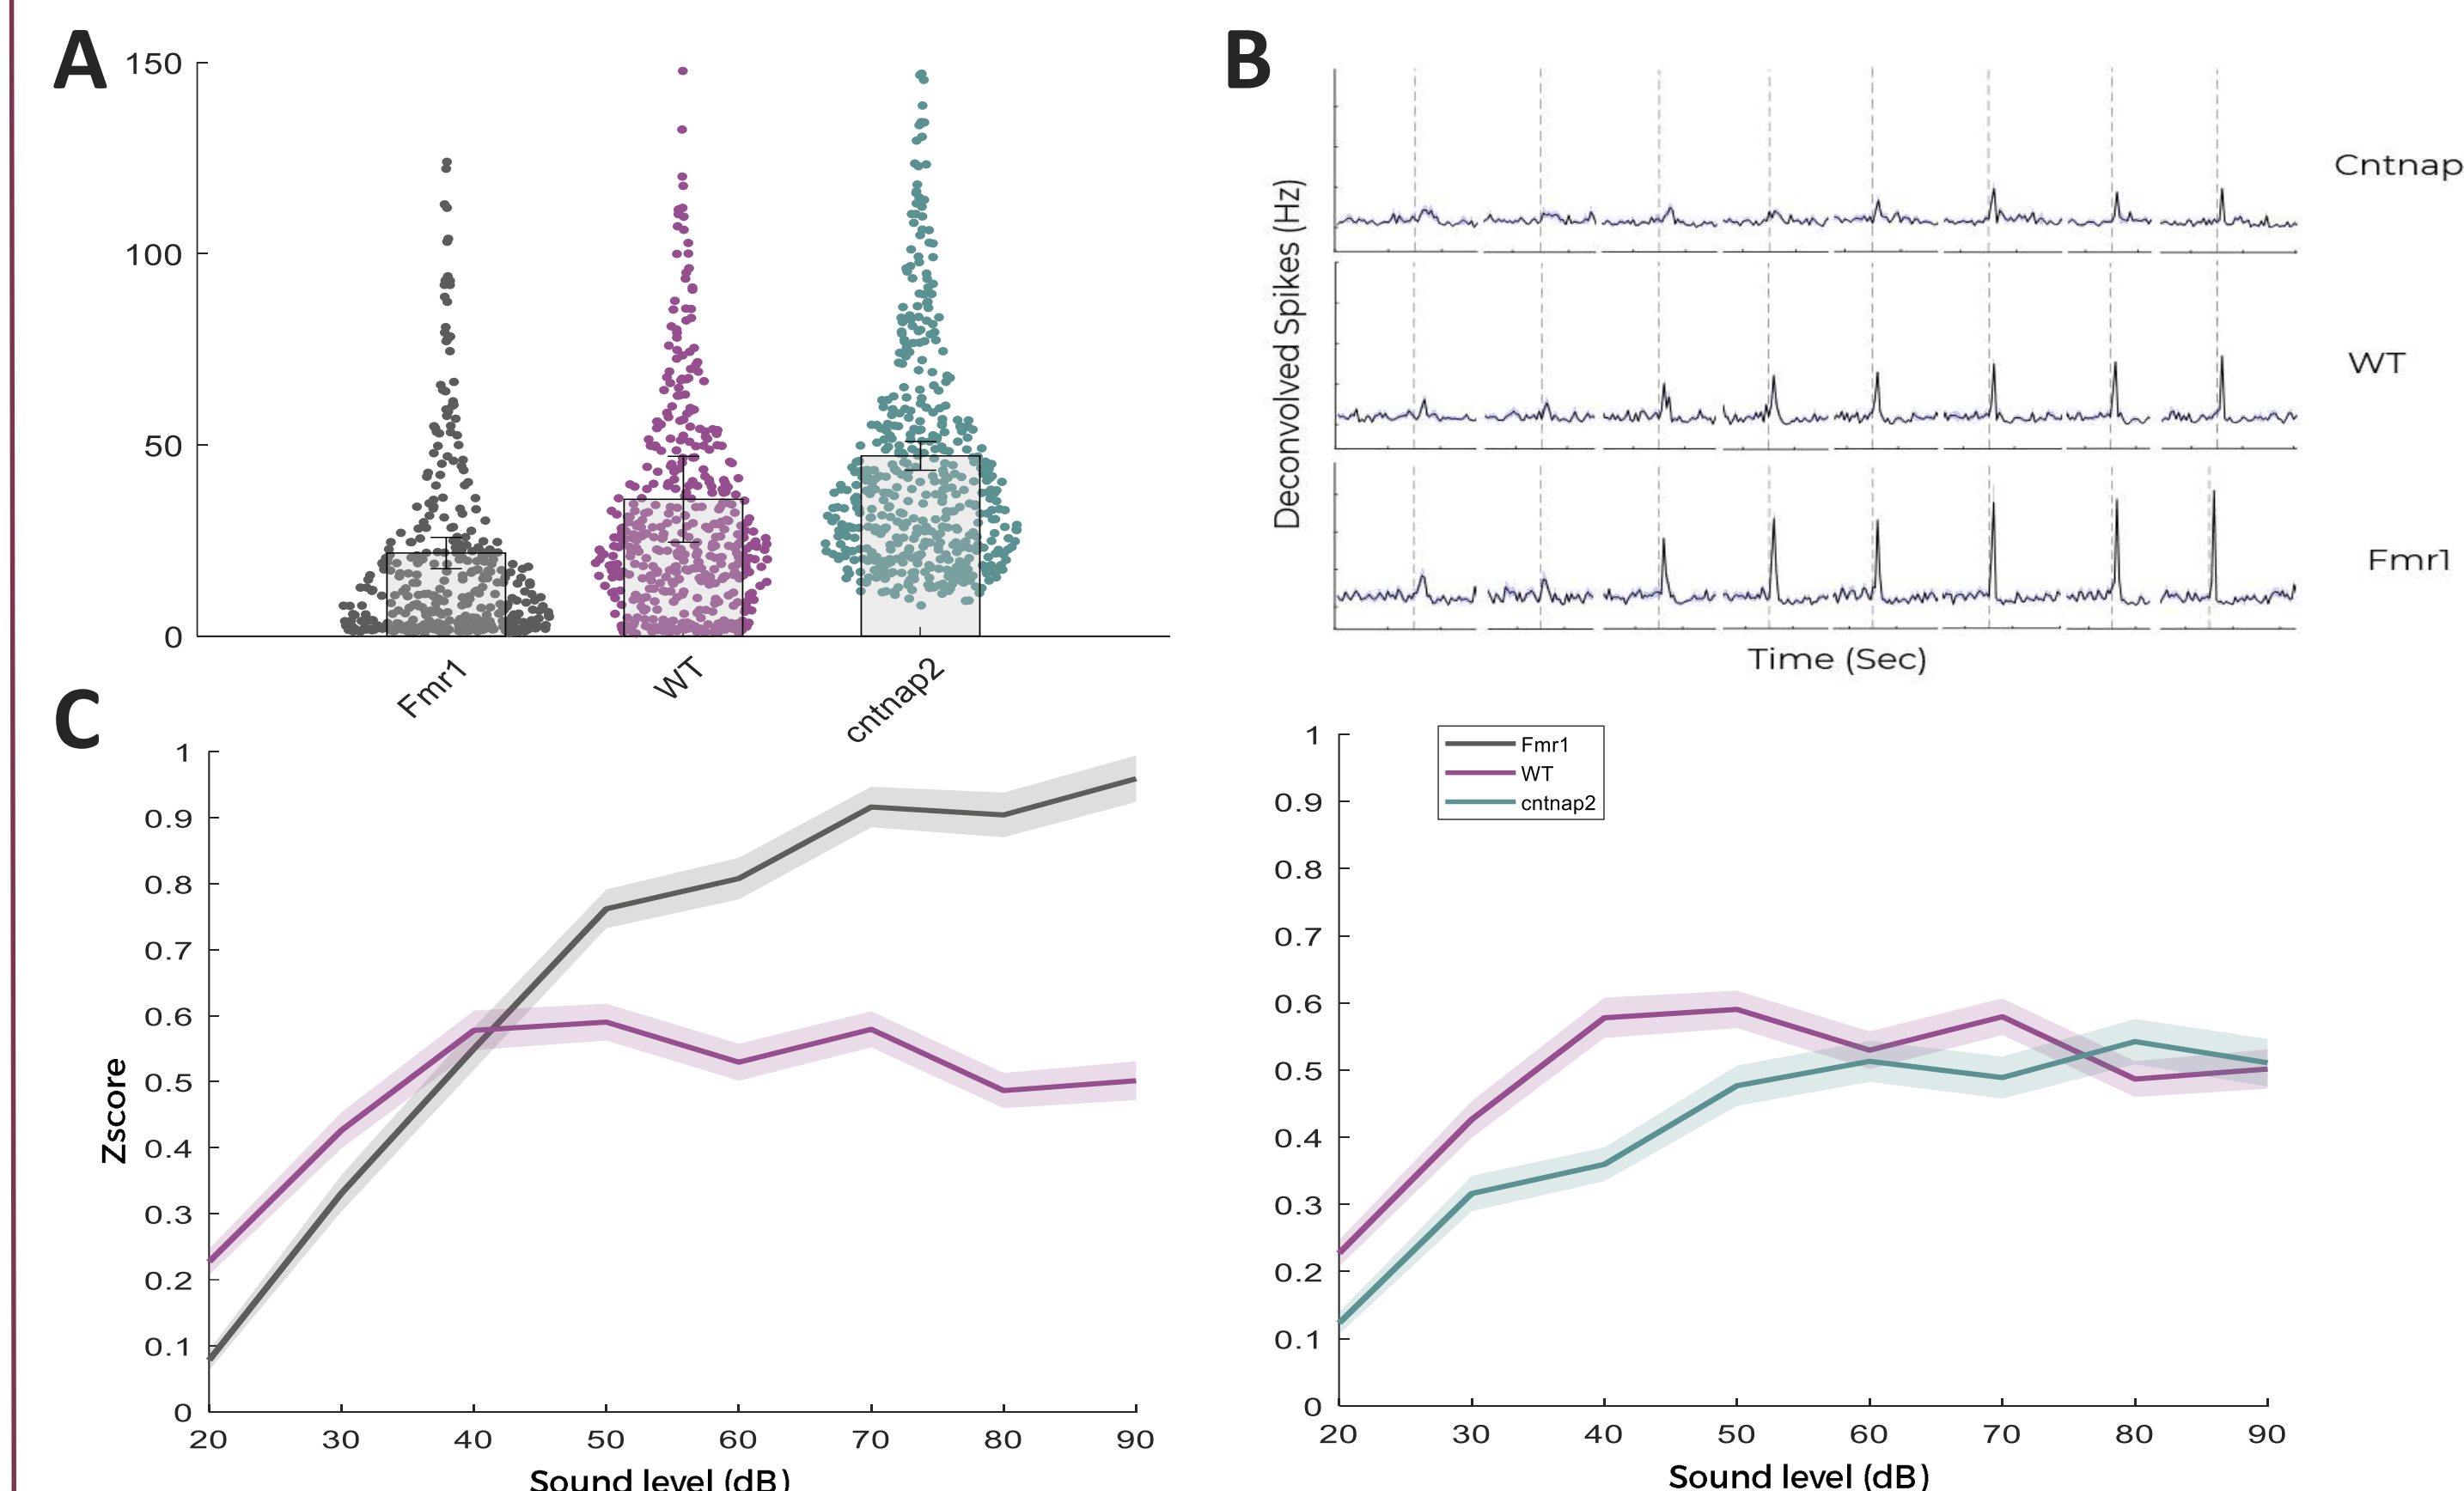 A
150
100
50
0
Fmr1
WT
cntnap2
B
Deconvolved Spikes (Hz)
Cntnap
WT
Fmr1
Time (Sec)
C
Zscore
1
0.9
0.8
0.7
0.6
0.5
0.4
0.3
0.2
0.1
0
20 30 40 50 60 70 80 90
Sound level (dB)
Fmr1
WT
cntnap2
1
0.9
0.8
0.7
0.6
0.5
0.4
0.3
0.2
0.1
0
20 30 40 50 60 70 80 90
Sound level (dB)